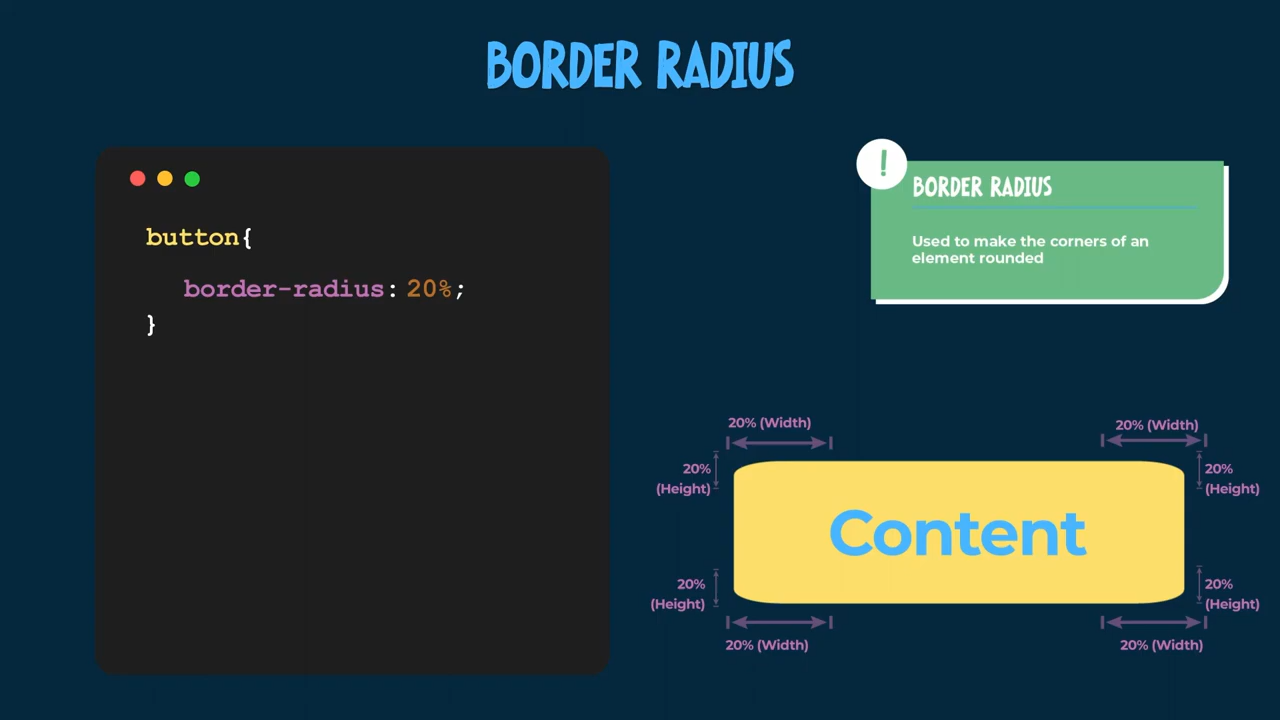 BORDER RADIUS
button{
border-radius: 20%;
}
!
BORDER RADIUS
Used to make the corners of an
element rounded
20% (Width)
20% (Width)
20%
(Height)
20%
(Height)
Content
20%
(Height)
20%
(Height)
20% (Width)
20% (Width)